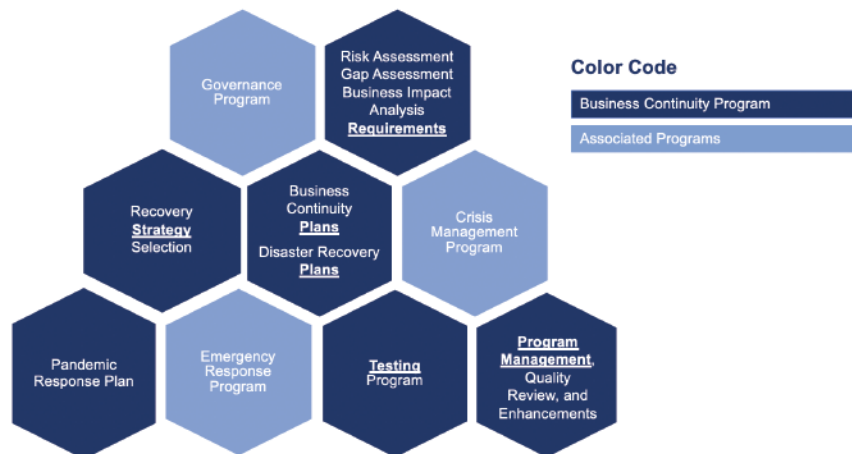 Governance
Program
Risk Assessment
Gap Assessment
Business Impact
Analysis
Requirements
Color Code
Business Continuity Program
Associated Programs
Recovery
Strategy
Selection
Business
Continuity
Plans
Disaster Recovery
Plans
Crisis
Management
Program
Pandemic
Response Plan
Emergency
Response
Program
Testing
Program
Program
Management,
Quality
Review, and
Enhancements